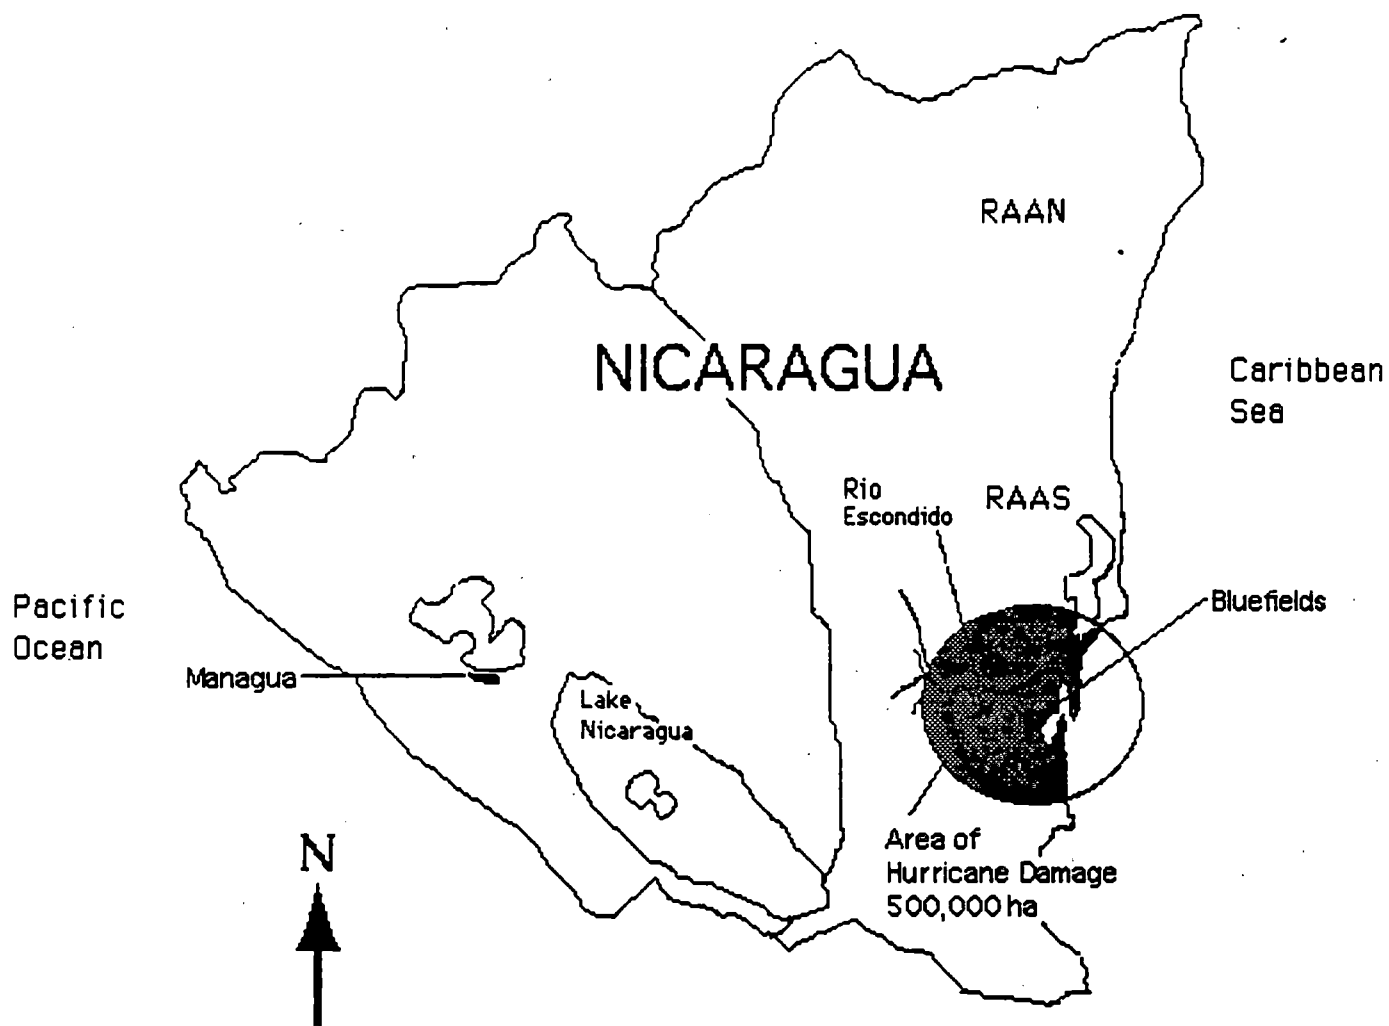 RAAN
NICARAGUA
Caribbean
Sea
Rio
Escondido
RAAS
Pacific
Ocean
Bluefields
Managua
Lake
Nicaragua
Area of
Hurricane Damage
500,000 ha
N